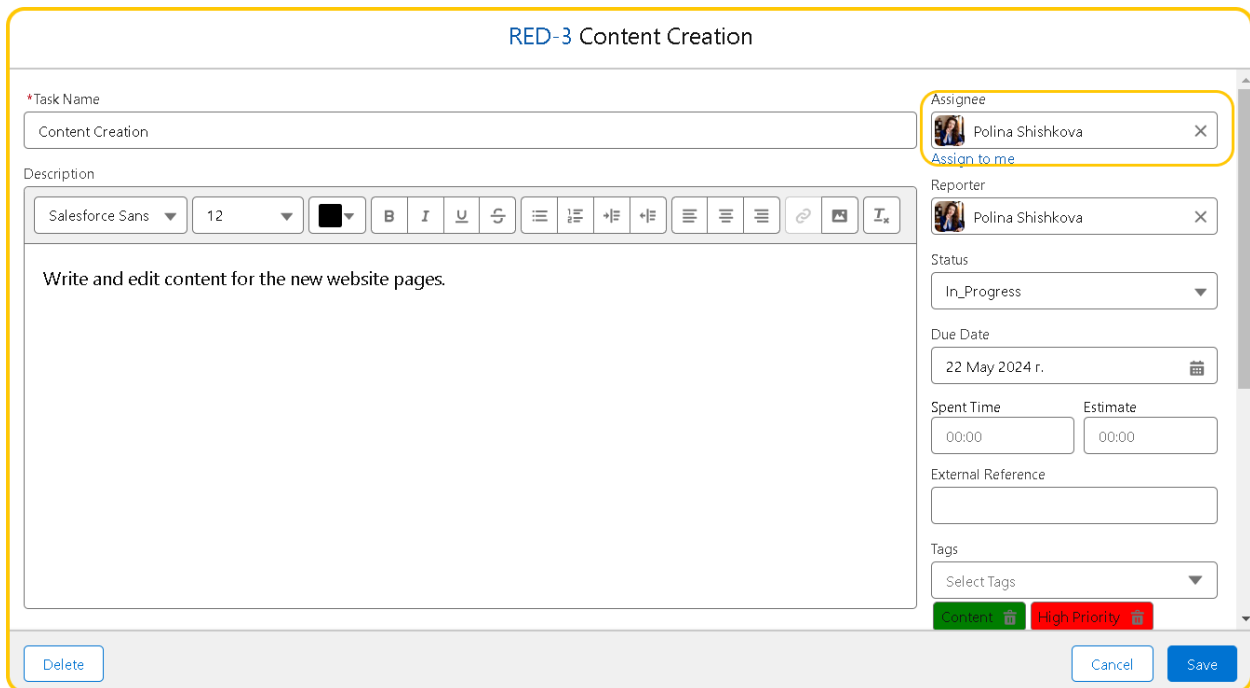 RED-3 Content Creation
*Task Name
Content Creation
Description
Salesforce Sans
12
B I U S
Write and edit content for the new website pages.
Assignee
Polina Shishkova
Assign to me
Reporter
Polina Shishkova
Status
In_Progress
Due Date
22 May 2024 г.
Spent Time Estimate
00:00 00:00
External Reference
Tags
Select Tags
Content High Priority
Delete Cancel Save